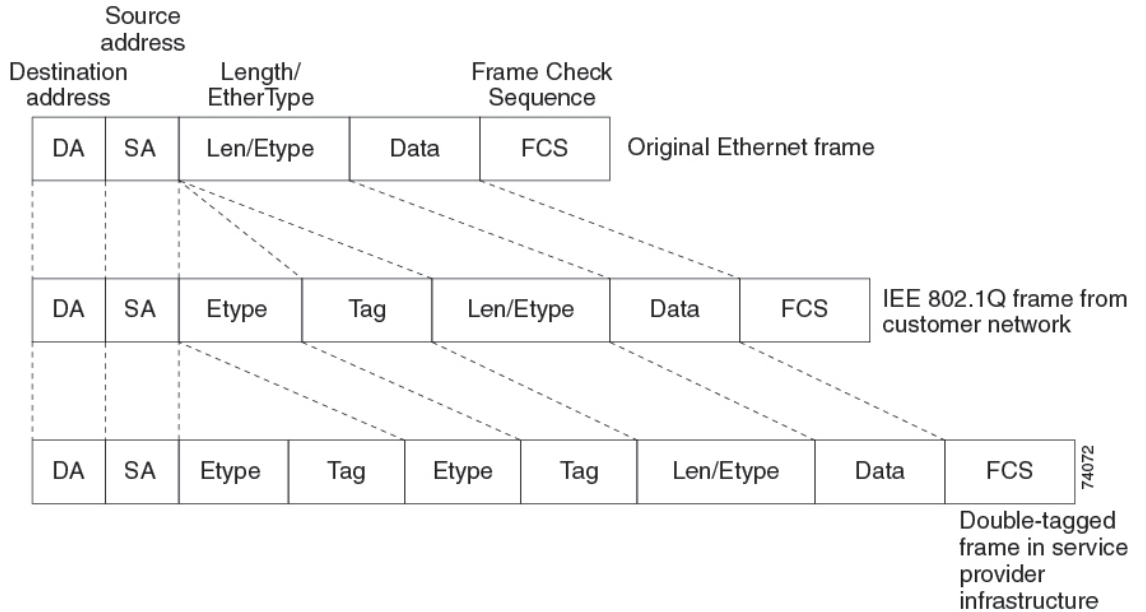 Source
address
Destination
address
Length/
EtherType
Frame Check
Sequence
DA SA Len/Etype Data FCS
Original Ethernet frame
DA SA Etype Tag Len/Etype Data FCS
IEE 802.1Q frame from
customer network
DA SA Etype Tag Etype Tag Len/Etype Data FCS
74072
Double-tagged
frame in service
provider
infrastructure